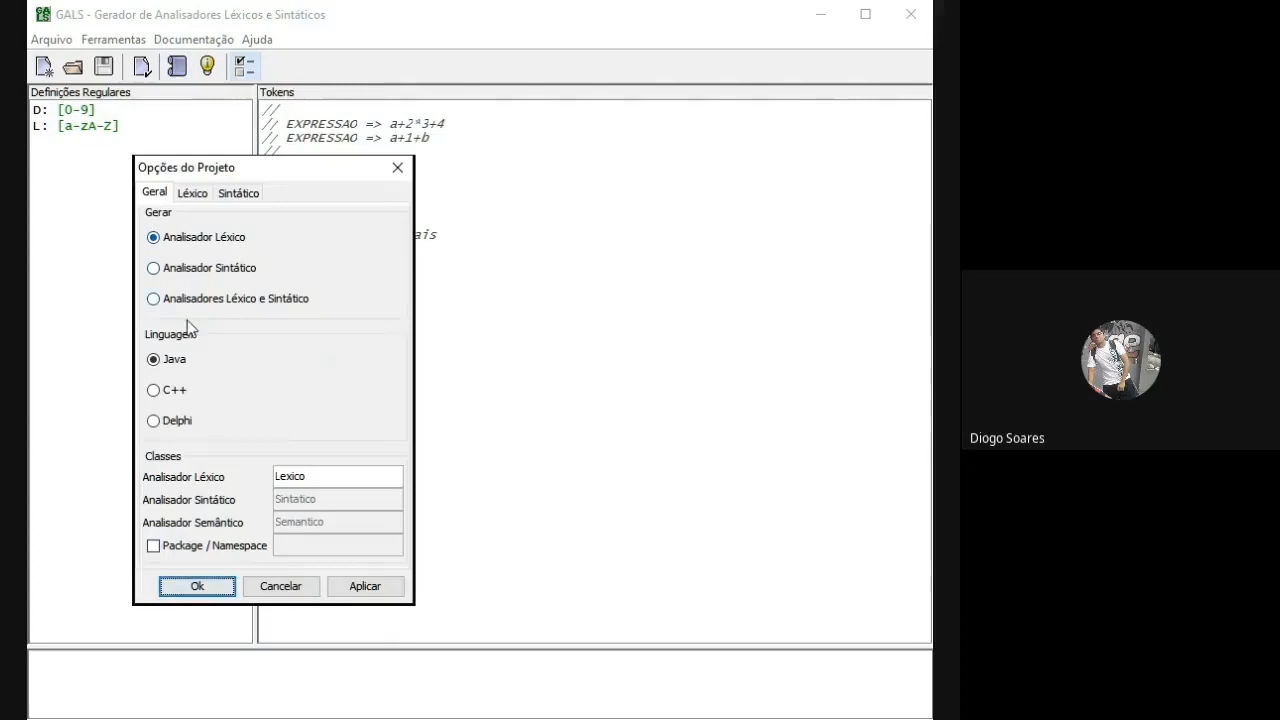 GALS - Gerador de Analisadores Léxicos e Sintáticos
Arquivo Ferramentas Documentação Ajuda
Definições Regulares
D: [0-9]
L: [a-zA-Z]
Tokens
//
// EXPRESSAO => a+2*3+4
// EXPRESSAO => a+1+b
//
ais
Opções do Projeto
Geral Léxico Sintático
Gerar
Analisador Léxico
Analisador Sintático
Analisadores Léxico e Sintático
Linguagem
Java
C++
Delphi
Classes
Analisador Léxico Lexico
Analisador Sintático Sintatico
Analisador Semântico Semantico
Package / Namespace
Ok Cancelar Aplicar
Diogo Soares